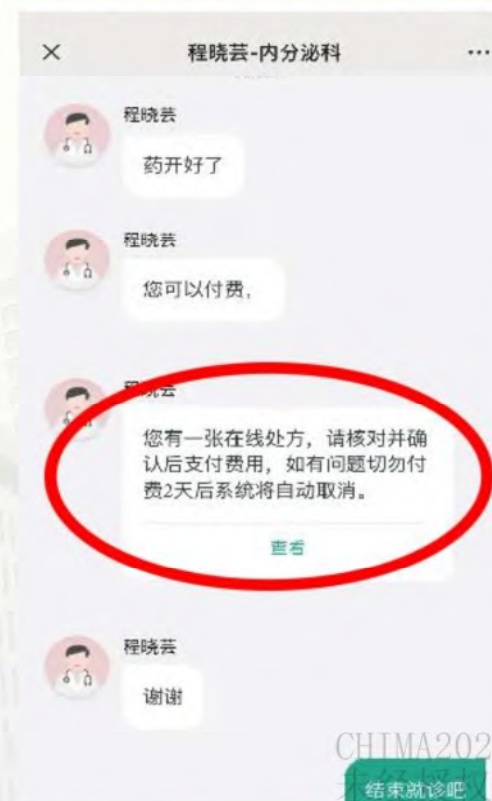 × 程晓芸-内分泌科 ...
程晓芸
药开好了
程晓芸
您可以付费，
您有一张在线处方，请核对并确
认后支付费用，如有问题切勿付
费2天后系统将自动取消。
查看
程晓芸
谢谢
CHIMA202
结束就诊吧